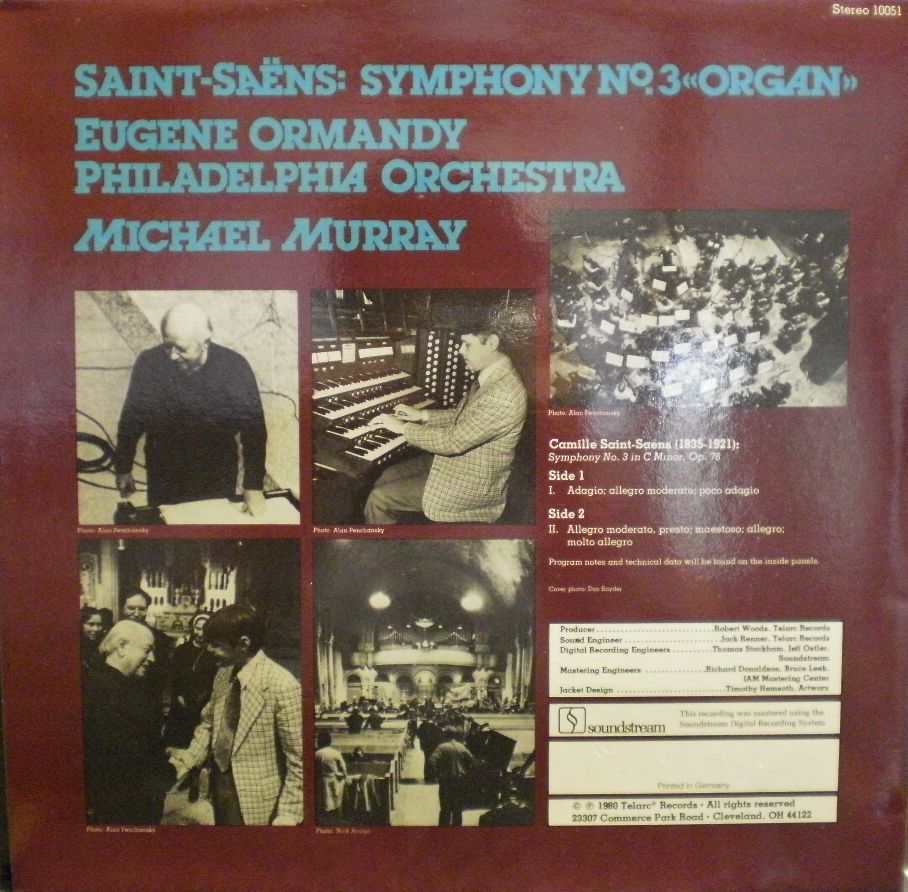 Stereo 10051
SAINT-SAËNS: SYMPHONY Nº. 3 «ORGAN»
EUGENE ORMANDY
PHILADELPHIA ORCHESTRA
MICHAEL MURRAY
Photo: Alan Penchansky
Photo: Alan Penchansky
Photo: Alan Penchansky
Photo: Alan Penchansky
Photo: Nick Arroyo
Camille Saint-Saëns (1835-1921):
Symphony No. 3 in C Minor, Op. 78
Side 1
I. Adagio; allegro moderato; poco adagio
Side 2
II. Allegro moderato, presto; maestoso; allegro;
molto allegro
Program notes and technical data will be found on the inside panels.
Cover photo: Don Snyder
Producer..............................Robert Woods, Telarc Records
Sound Engineer.........................Jack Renner, Telarc Records
Digital Recording Engineers ..........Thomas Stockham, Jeff Ostler,
Soundstream
Mastering Engineers ................Richard Donaldson, Bruce Leek,
IAM Mastering Center
Jacket Design ..........................Timothy Hemsoth, Artworx
soundstream
This recording was mastered using the
Soundstream Digital Recording System
Printed in Germany
© ℗ 1980 Telarc® Records · All rights reserved
23307 Commerce Park Road · Cleveland, OH 44122